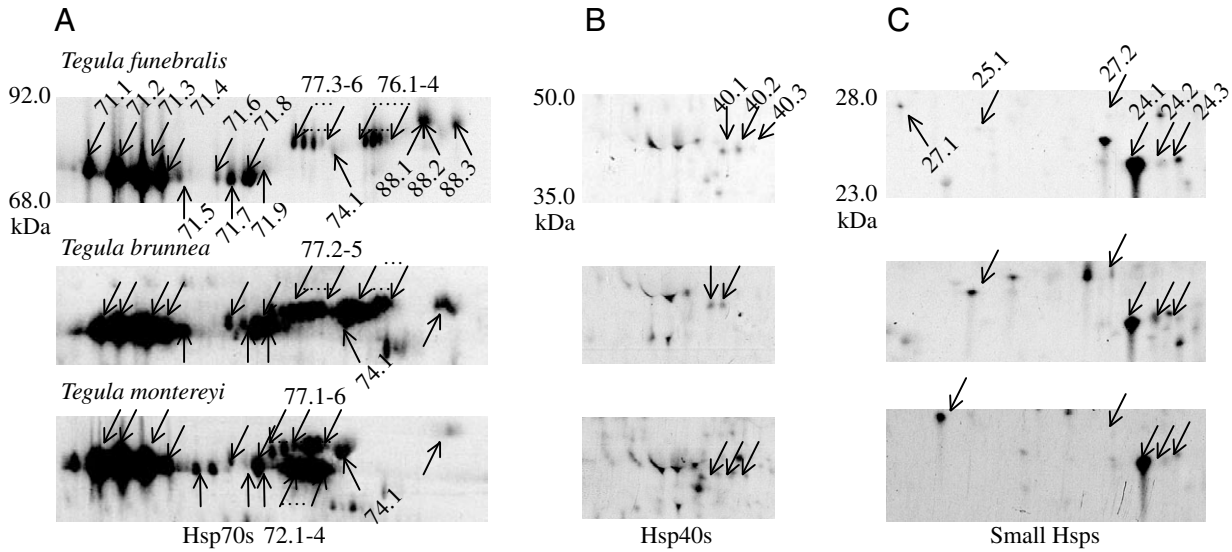 A
B
C
Tegula funebralis
92.0
68.0
kDa
71.1
71.2
71.3
71.4
71.6
71.8
77.3-6
76.1-4
71.5
71.7
71.9
74.1
88.1
88.2
88.3
50.0
35.0
kDa
40.1
40.2
40.3
28.0
23.0
kDa
25.1
27.2
24.1
24.2
24.3
27.1
Tegula brunnea
77.2-5
...
74.1
Tegula montereyi
77.1-6
74.1
Hsp70s 72.1-4
Hsp40s
Small Hsps